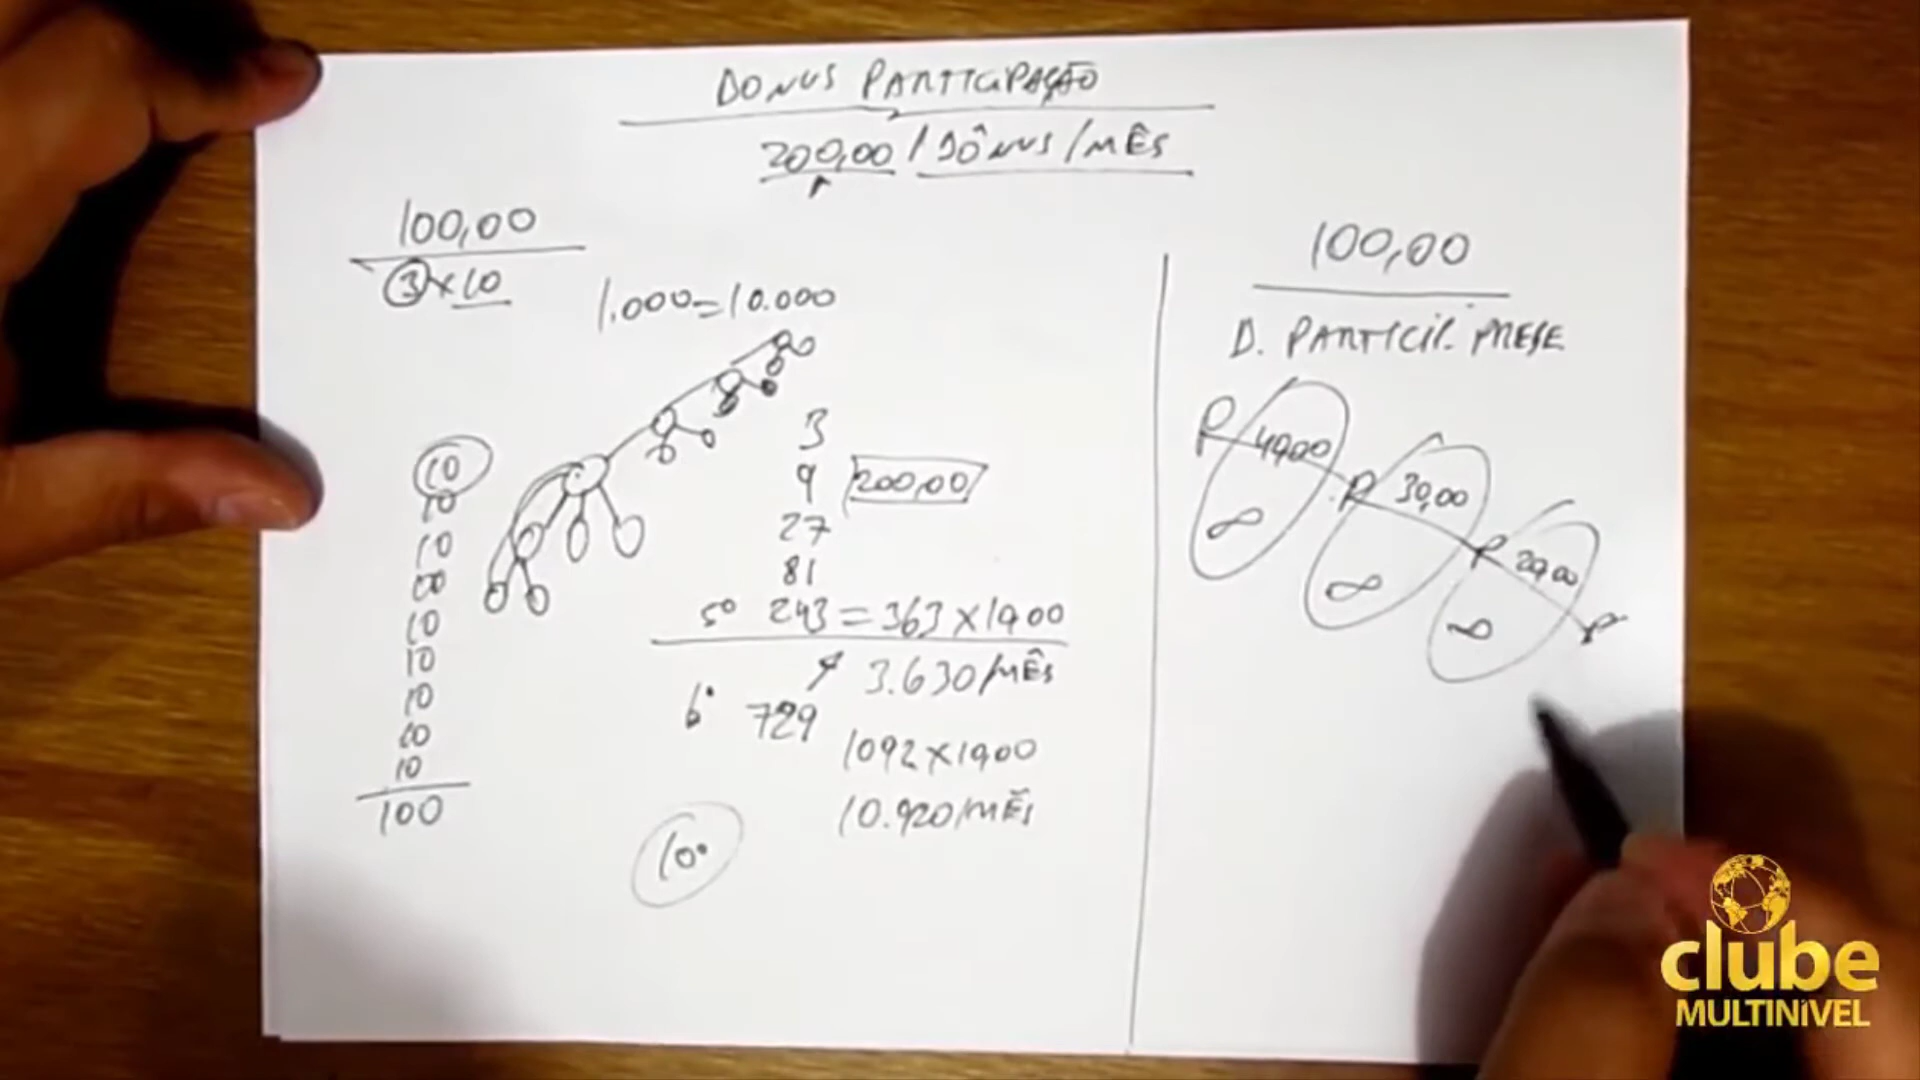 BONUS PARTICIPAÇÃO
200,00 / BÔNUS / MÊS
100,00
3 x 10
1.000 = 10.000
10
10
10
10
10
10
10
10
10
100
3
9 200,00
27
81
5º 243 = 363 x 10,00
3.630 / MÊS
6º 729
1092 x 10,00
10.920 / MÊS
10º
100,00
B. PARTICIP. PRESE
P 40,00
∞
P 30,00
∞
P 20,00
∞
P
clube
MULTINÍVEL